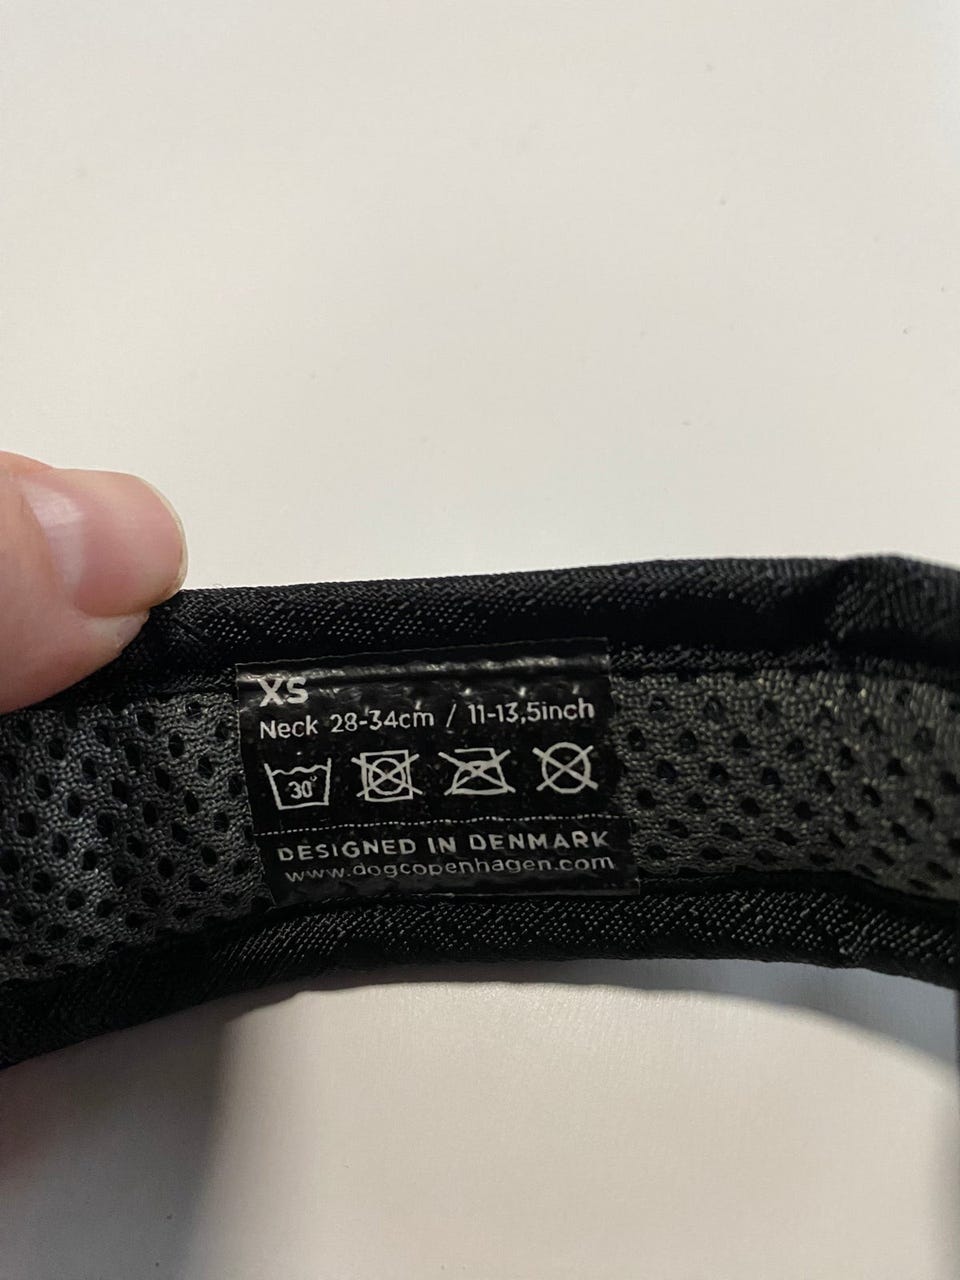 XS
Neck 28-34cm / 11-13,5inch
30°
DESIGNED IN DENMARK
www.dogcopenhagen.com